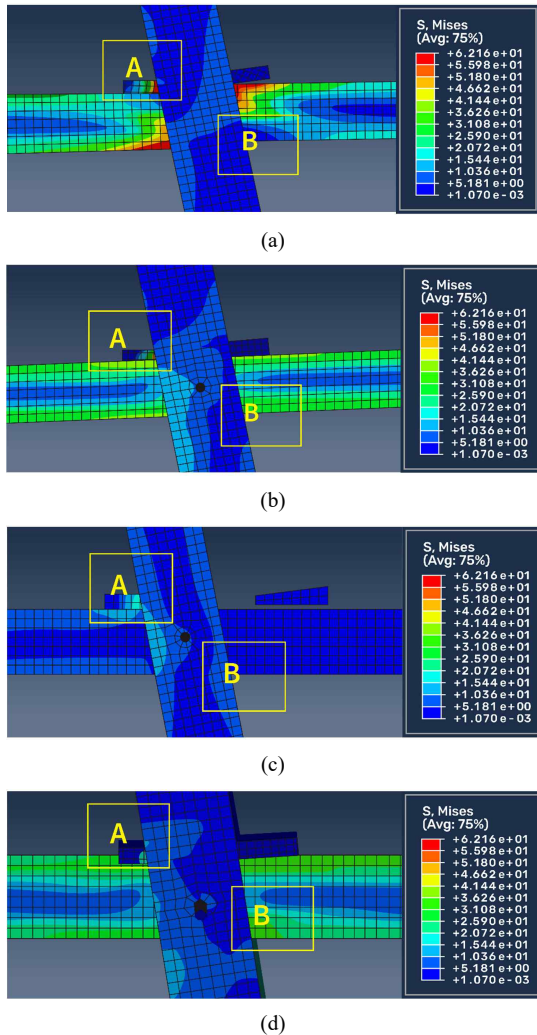 A
B
S, Mises
(Avg: 75%)
+6.216e+01
+5.598e+01
+5.180e+01
+4.662e+01
+4.144e+01
+3.626e+01
+3.108e+01
+2.590e+01
+2.072e+01
+1.544e+01
+1.036e+01
+5.181e+00
+1.070e-03
(a)
A
B
S, Mises
(Avg: 75%)
+6.216e+01
+5.598e+01
+5.180e+01
+4.662e+01
+4.144e+01
+3.626e+01
+3.108e+01
+2.590e+01
+2.072e+01
+1.544e+01
+1.036e+01
+5.181e+00
+1.070e-03
(b)
A
B
S, Mises
(Avg: 75%)
+6.216e+01
+5.598e+01
+5.180e+01
+4.662e+01
+4.144e+01
+3.626e+01
+3.108e+01
+2.590e+01
+2.072e+01
+1.544e+01
+1.036e+01
+5.181e+00
+1.070e-03
(c)
A
B
S, Mises
(Avg: 75%)
+6.216e+01
+5.598e+01
+5.180e+01
+4.662e+01
+4.144e+01
+3.626e+01
+3.108e+01
+2.590e+01
+2.072e+01
+1.544e+01
+1.036e+01
+5.181e+00
+1.070e-03
(d)